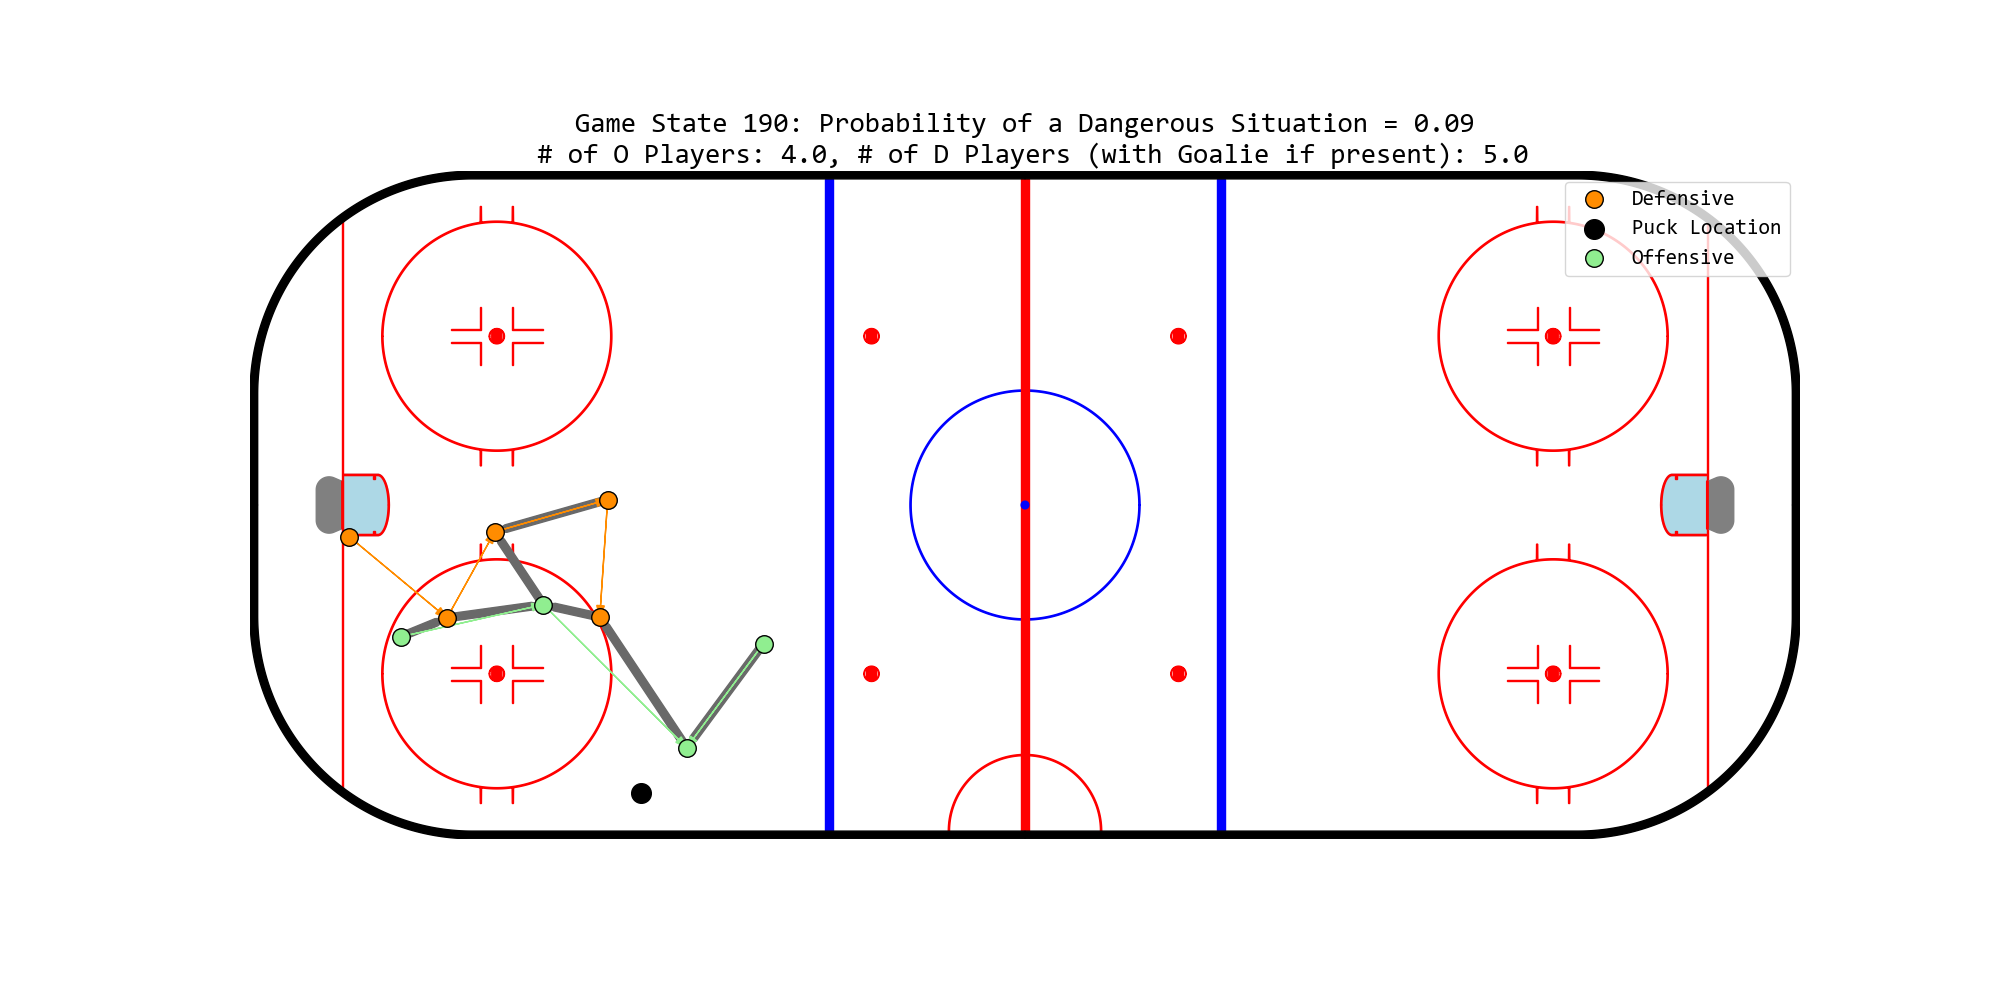 Game State 190: Probability of a Dangerous Situation = 0.09
# of O Players: 4.0, # of D Players (with Goalie if present): 5.0
Defensive
Puck Location
Offensive